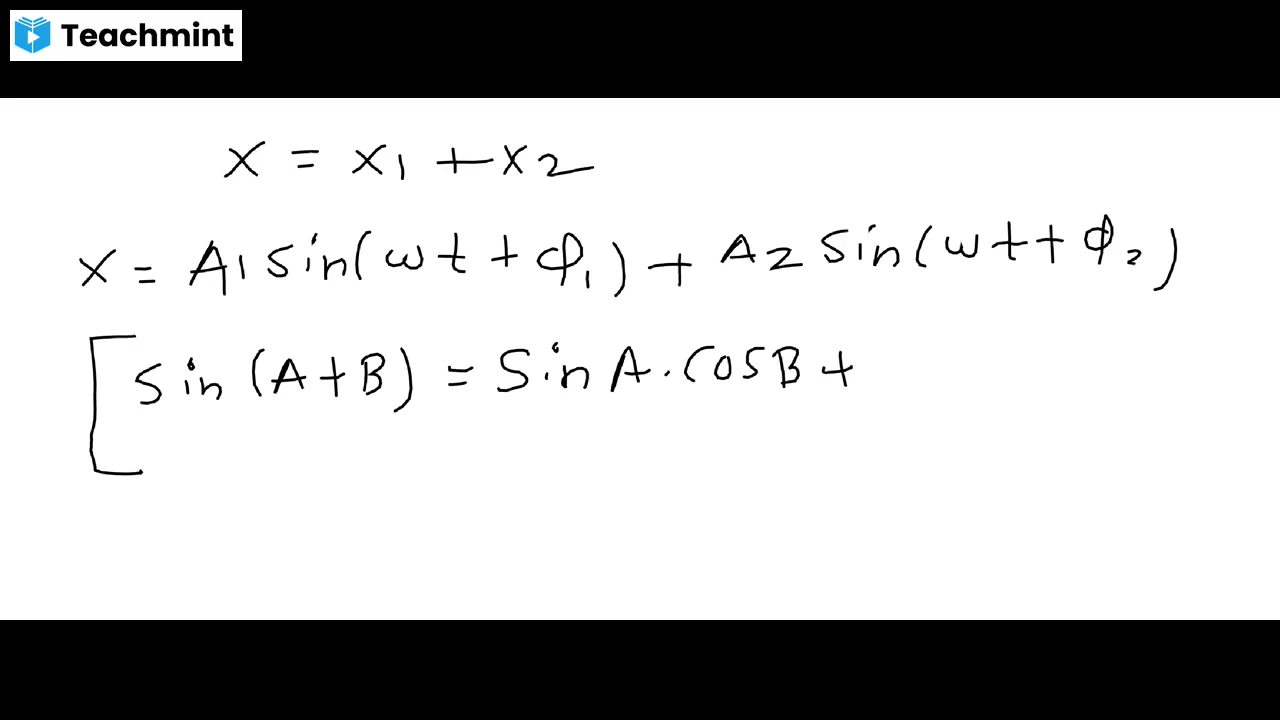 Teachmint
x = x1 + x2
x = A1 sin(ωt + φ1) + A2 sin(ωt + φ2)
[sin (A+B) = sin A . cos B +